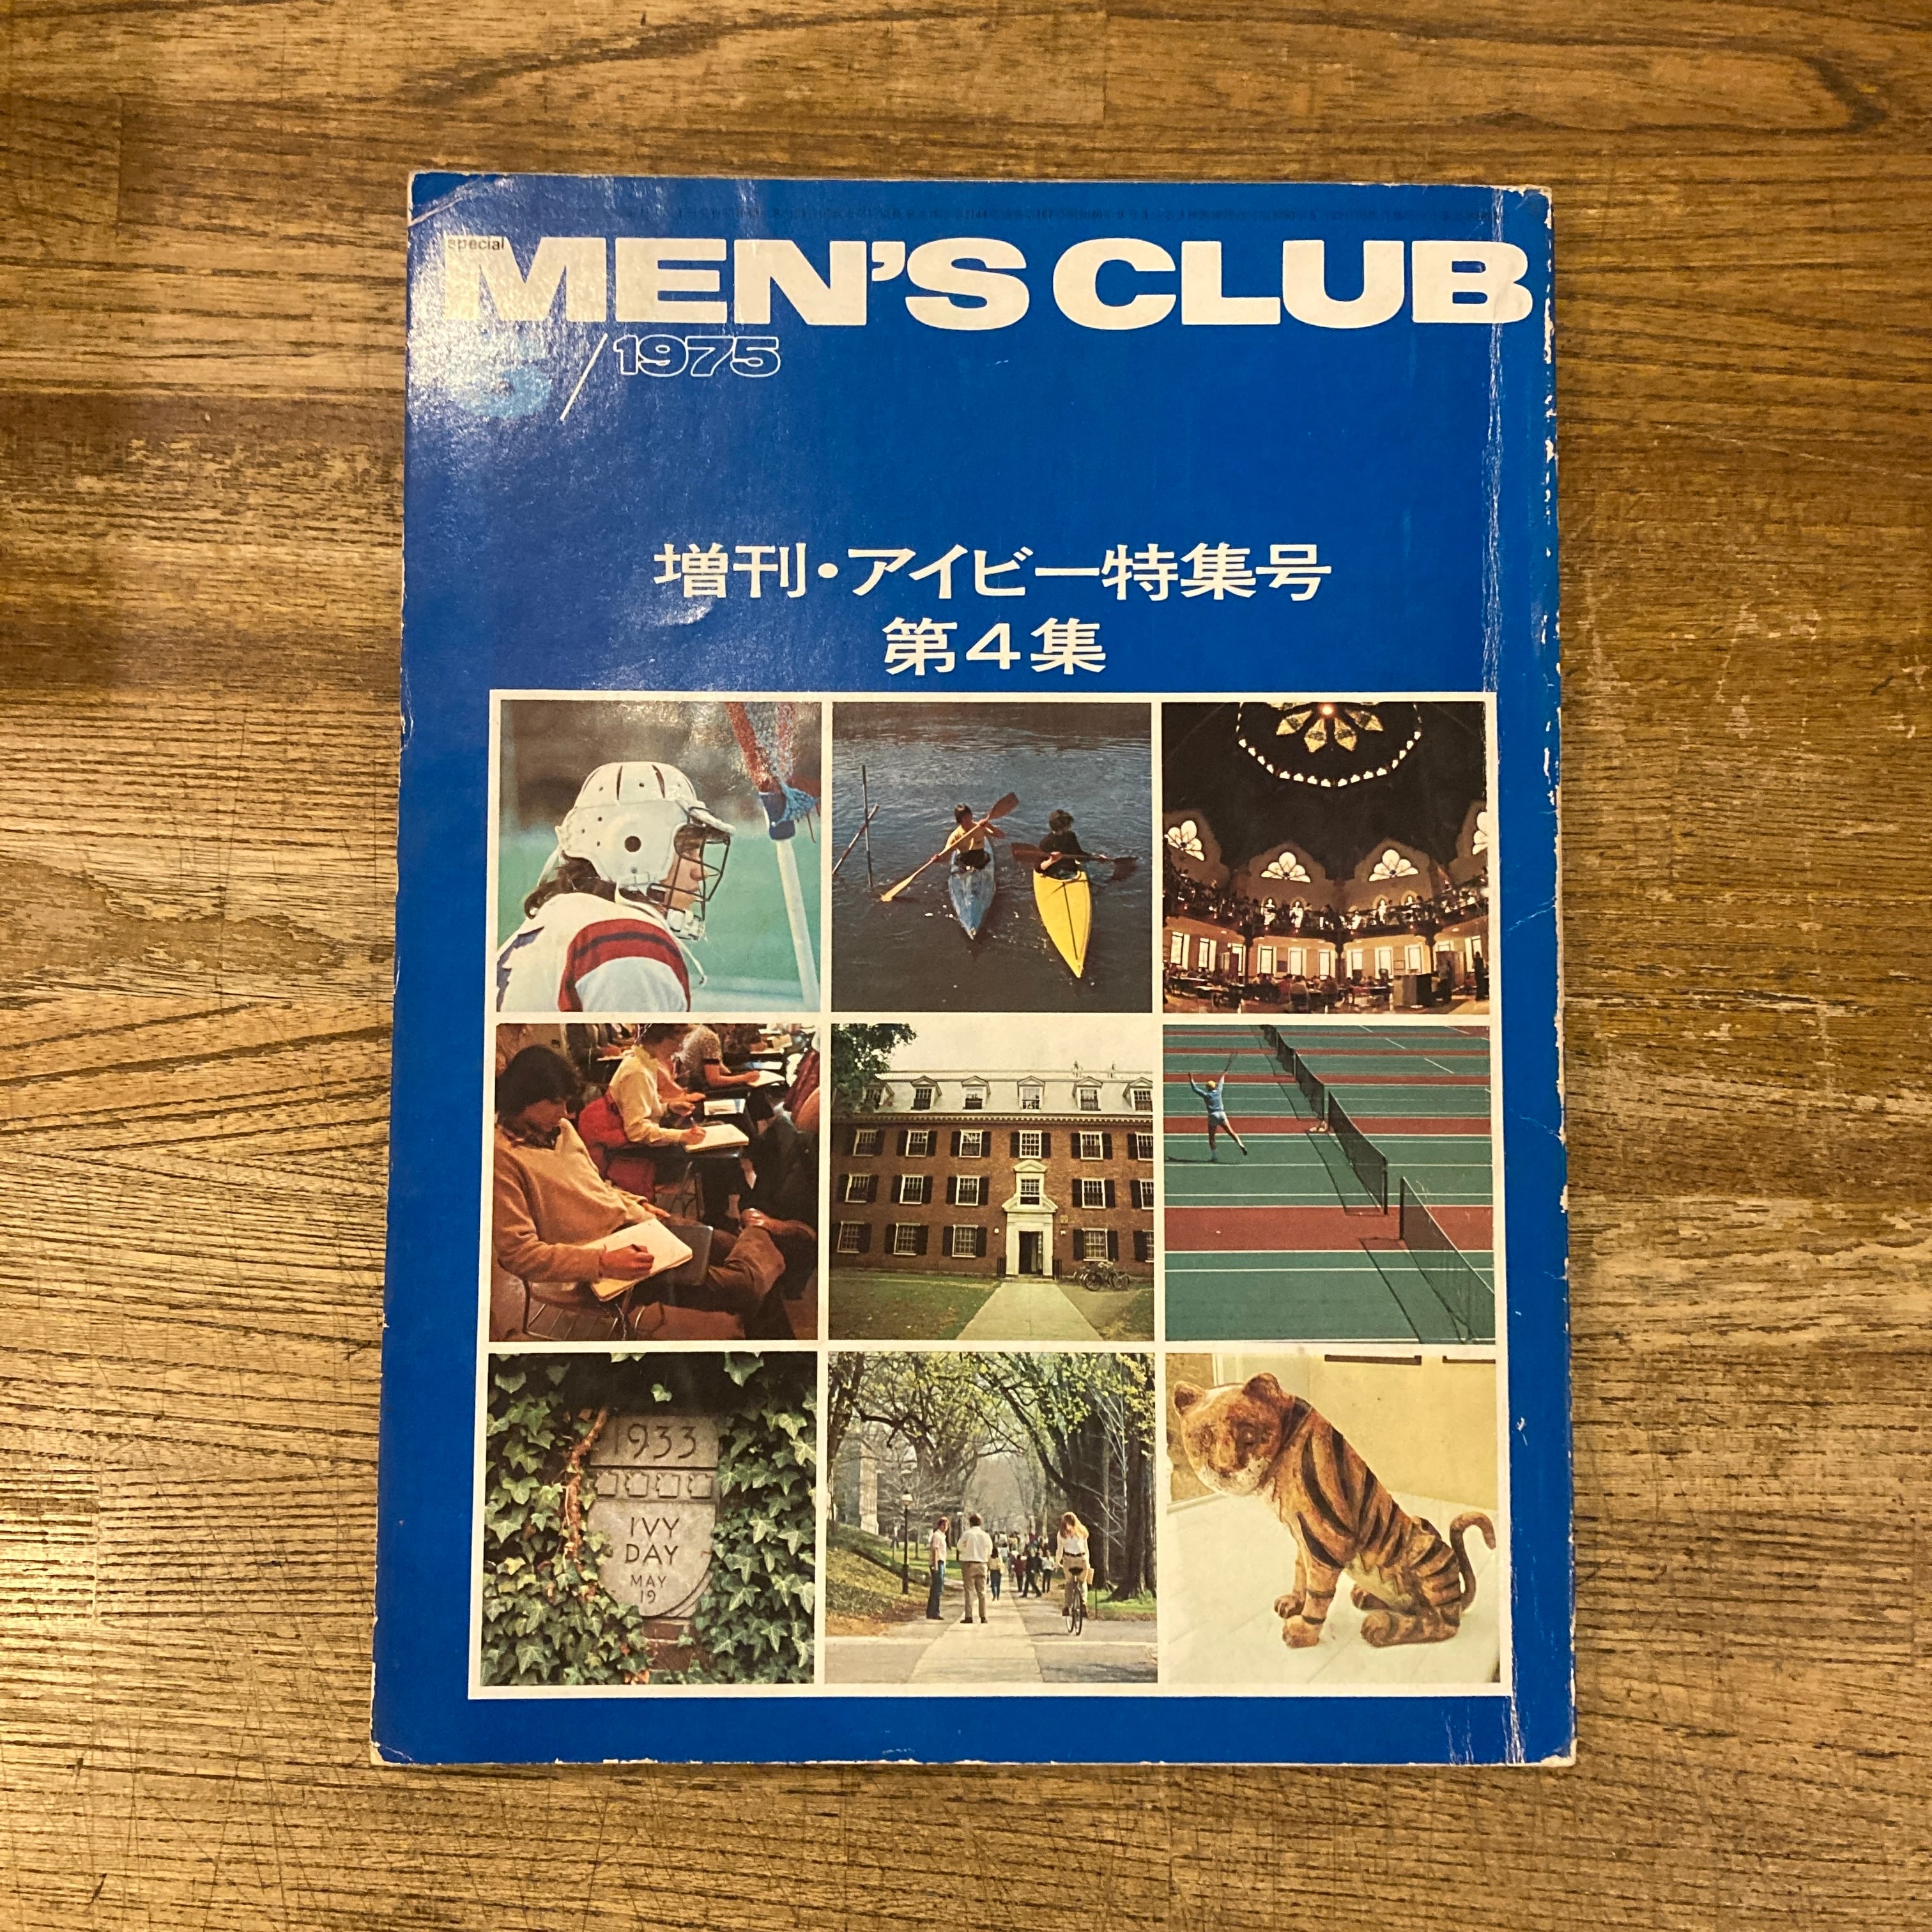 special
MEN'S CLUB
/1975
増刊・アイビー特集号
第4集
1933
IVY
DAY
MAY
19